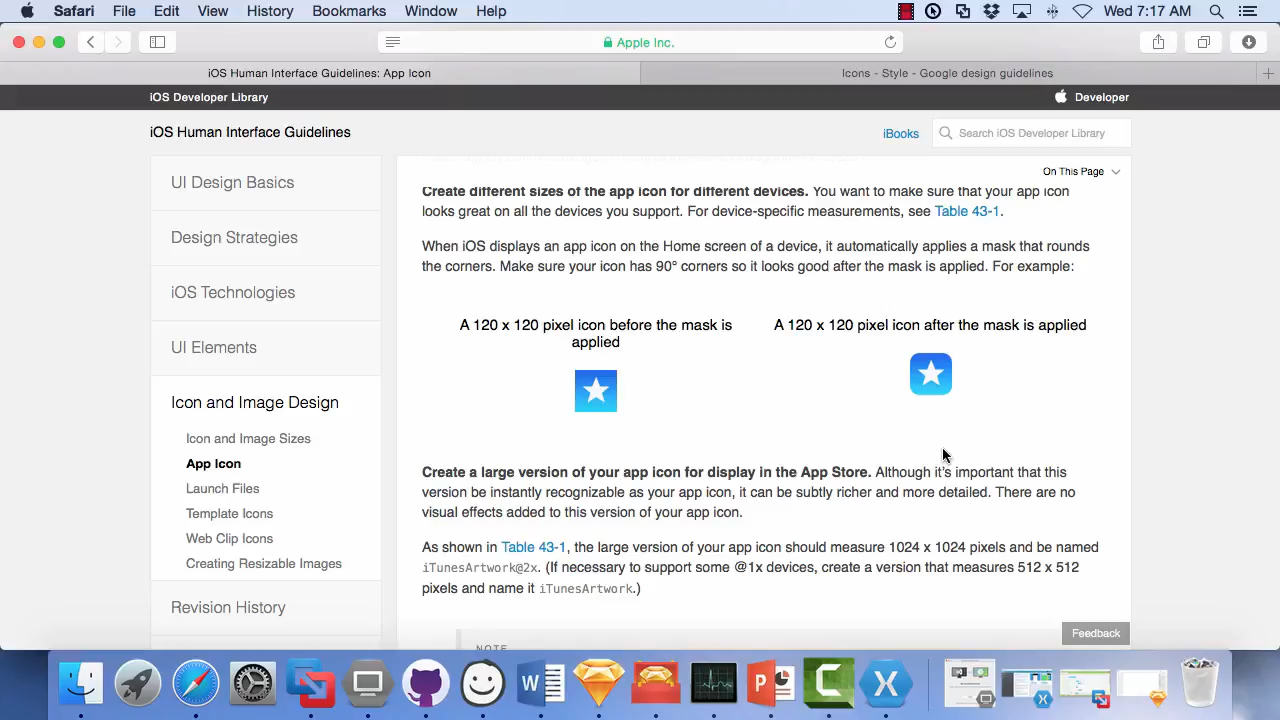 Safari File Edit View History Bookmarks Window Help Wed 7:17 AM
Apple Inc.
iOS Human Interface Guidelines: App Icon Icons - Style - Google design guidelines
iOS Developer Library Developer
iOS Human Interface Guidelines iBooks Search iOS Developer Library
On This Page
UI Design Basics
Design Strategies
iOS Technologies
UI Elements
Icon and Image Design
Icon and Image Sizes
App Icon
Launch Files
Template Icons
Web Clip Icons
Creating Resizable Images
Revision History
Create different sizes of the app icon for different devices. You want to make sure that your app icon
looks great on all the devices you support. For device-specific measurements, see Table 43-1.
When iOS displays an app icon on the Home screen of a device, it automatically applies a mask that rounds
the corners. Make sure your icon has 90° corners so it looks good after the mask is applied. For example:
A 120 x 120 pixel icon before the mask is
applied
A 120 x 120 pixel icon after the mask is applied
Create a large version of your app icon for display in the App Store. Although it's important that this
version be instantly recognizable as your app icon, it can be subtly richer and more detailed. There are no
visual effects added to this version of your app icon.
As shown in Table 43-1, the large version of your app icon should measure 1024 x 1024 pixels and be named
iTunesArtwork@2x. (If necessary to support some @1x devices, create a version that measures 512 x 512
pixels and name it iTunesArtwork.)
NOTE
Feedback